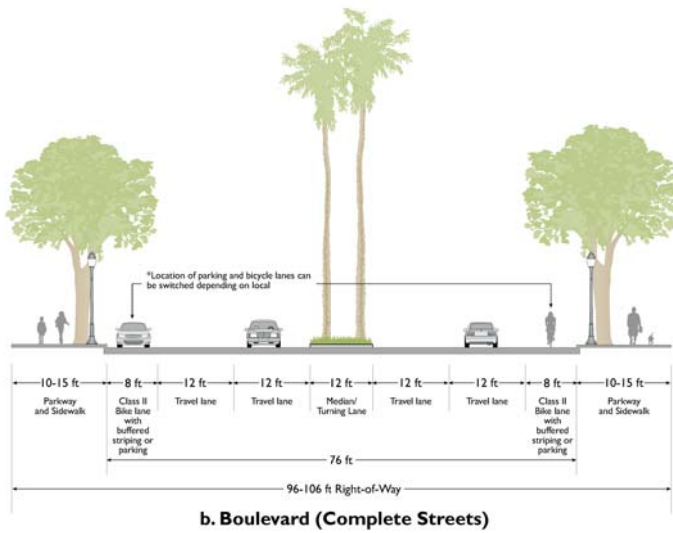 *Location of parking and bicycle lanes can
be switched depending on local
10-15 ft
8 ft
12 ft
12 ft
12 ft
12 ft
12 ft
8 ft
10-15 ft
Parkway
and Sidewalk
Class II
Bike lane
with
buffered
striping or
parking
Travel lane
Travel lane
Median/
Turning Lane
Travel lane
Travel lane
Class II
Bike lane
with
buffered
striping or
parking
Parkway
and Sidewalk
76 ft
96-106 ft Right-of-Way
b. Boulevard (Complete Streets)